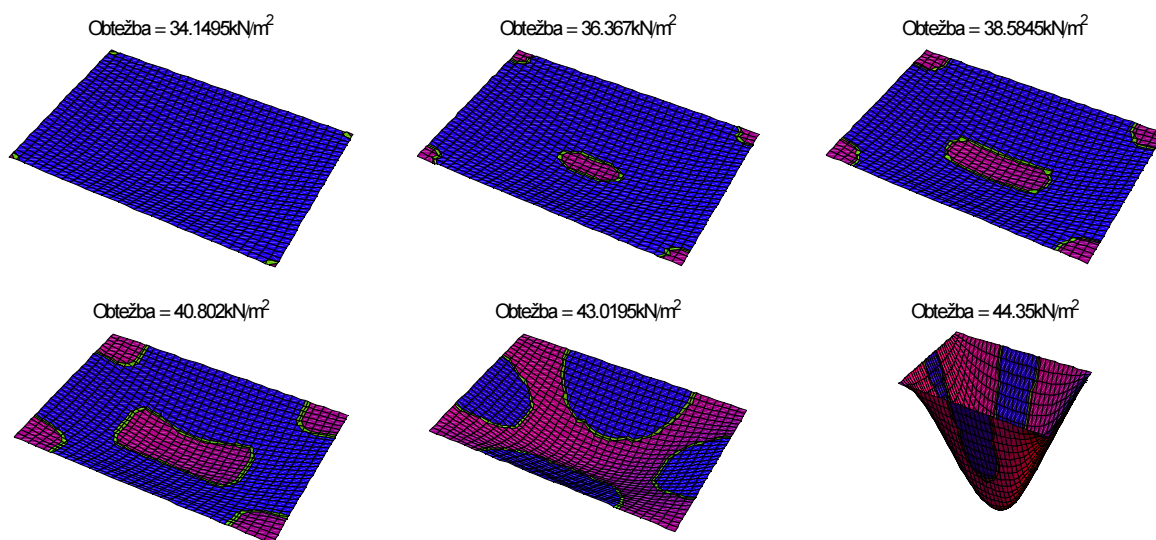 Obtežba = 34.1495kN/m²
Obtežba = 36.367kN/m²
Obtežba = 38.5845kN/m²
Obtežba = 40.802kN/m²
Obtežba = 43.0195kN/m²
Obtežba = 44.35kN/m²